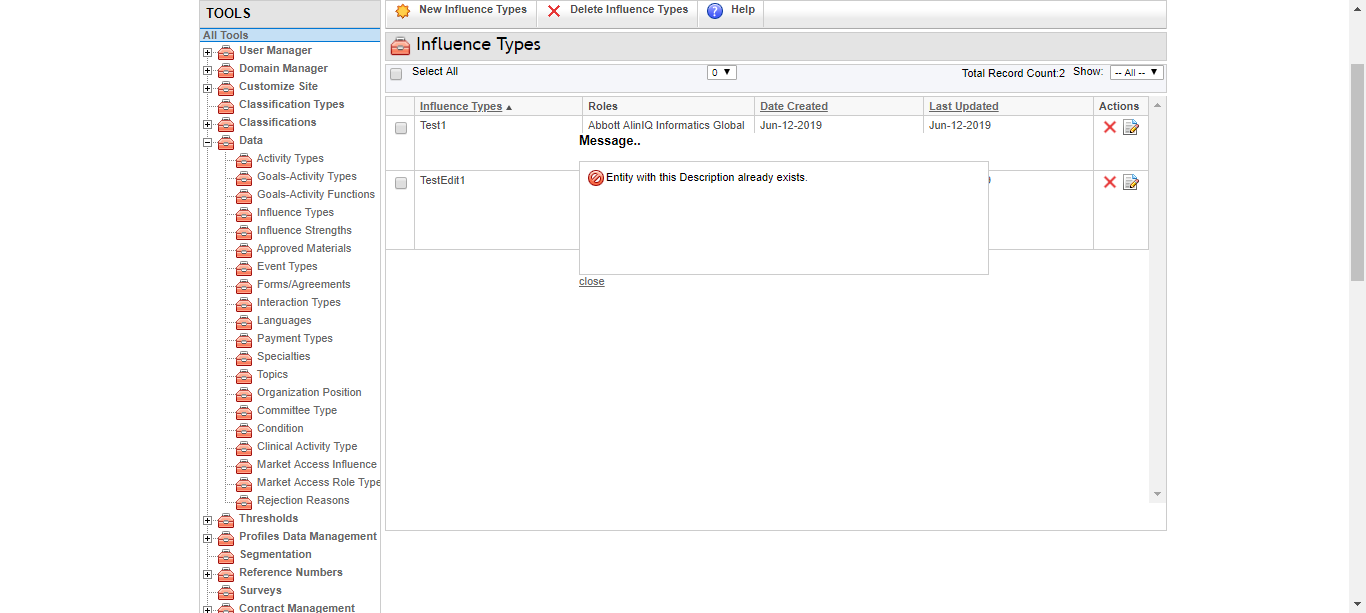 TOOLS
All Tools
User Manager
Domain Manager
Customize Site
Classification Types
Classifications
Data
Activity Types
Goals-Activity Types
Goals-Activity Functions
Influence Types
Influence Strengths
Approved Materials
Event Types
Forms/Agreements
Interaction Types
Languages
Payment Types
Specialties
Topics
Organization Position
Committee Type
Condition
Clinical Activity Type
Market Access Influence
Market Access Role Type
Rejection Reasons
Thresholds
Profiles Data Management
Segmentation
Reference Numbers
Surveys
Contract Management
New Influence Types Delete Influence Types Help
Influence Types
Select All 0 Total Record Count:2 Show: -- All --
Influence Types Roles Date Created Last Updated Actions
Test1 Abbott AlinIQ Informatics Global Jun-12-2019 Jun-12-2019
Message..
Entity with this Description already exists.
TestEdit1
close